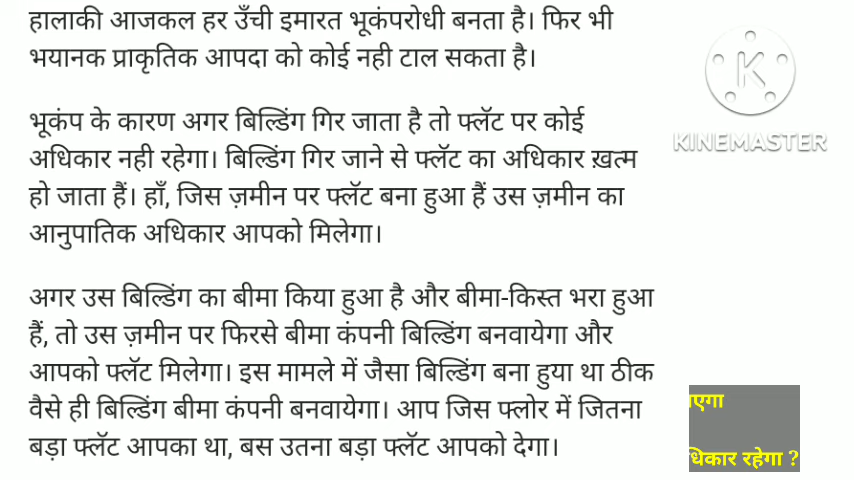 हालाकी आजकल हर उँची इमारत भूकंपरोधी बनता है। फिर भी
भयानक प्राकृतिक आपदा को कोई नही टाल सकता है।
भूकंप के कारण अगर बिल्डिंग गिर जाता है तो फ्लॅट पर कोई
अधिकार नही रहेगा। बिल्डिंग गिर जाने से फ्लॅट का अधिकार ख़त्म
हो जाता हैं। हाँ, जिस ज़मीन पर फ्लॅट बना हुआ हैं उस ज़मीन का
आनुपातिक अधिकार आपको मिलेगा।
अगर उस बिल्डिंग का बीमा किया हुआ है और बीमा-किस्त भरा हुआ
हैं, तो उस ज़मीन पर फिरसे बीमा कंपनी बिल्डिंग बनवायेगा और
आपको फ्लॅट मिलेगा। इस मामले में जैसा बिल्डिंग बना हुया था ठीक
वैसे ही बिल्डिंग बीमा कंपनी बनवायेगा। आप जिस फ्लोर में जितना
बड़ा फ्लॅट आपका था, बस उतना बड़ा फ्लॅट आपको देगा।
KINEMASTER
रहेगा ?